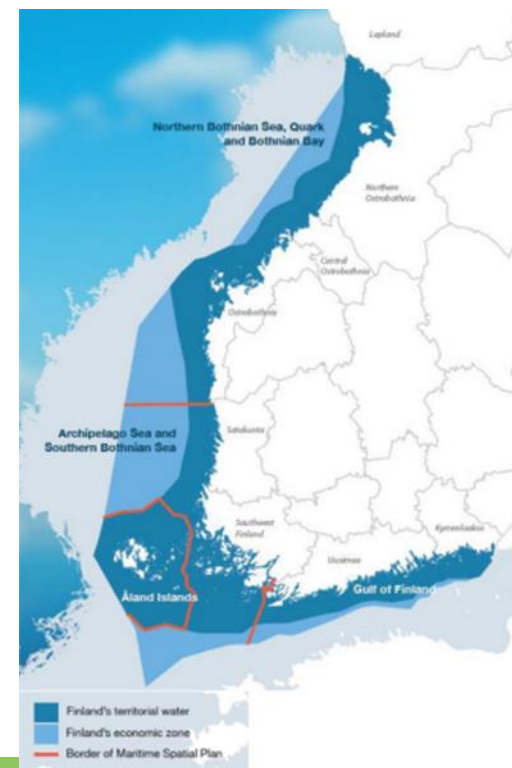 Lapland
Northern Bothnian Sea, Quark
and Bothnian Bay
Northern
Ostrobothnia
Central
Ostrobothnia
Ostrobothnia
Archipelago Sea and
Southern Bothnian Sea
Satakunta
Southwest
Finland
Uusimaa
Kymenlaakso
Åland Islands
Gulf of Finland
Finland's territorial water
Finland's economic zone
Border of Maritime Spatial Plan